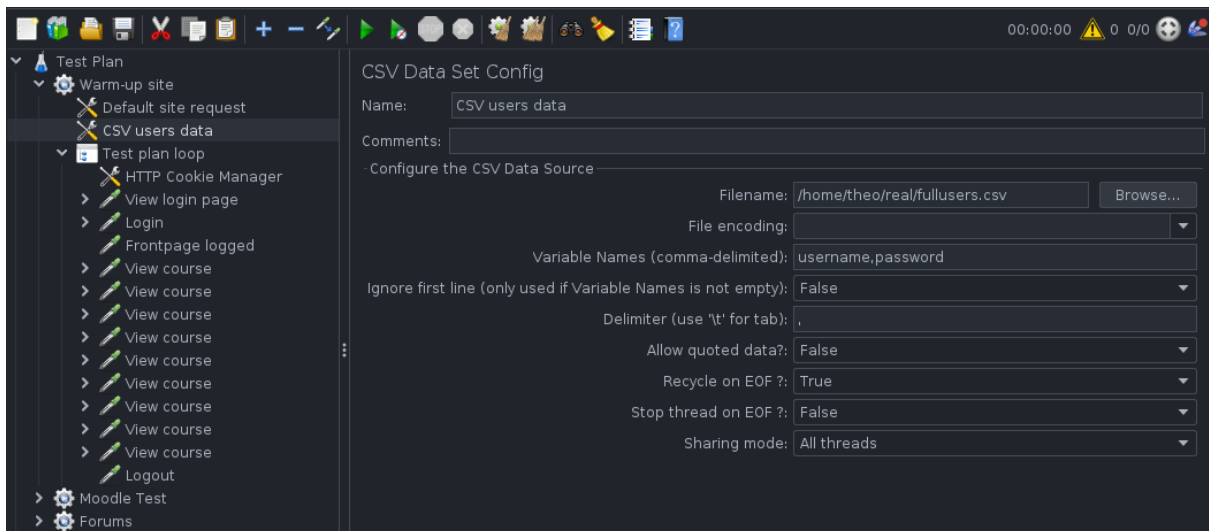 00:00:00 0 0/0
Test Plan
Warm-up site
Default site request
CSV users data
Test plan loop
HTTP Cookie Manager
View login page
Login
Frontpage logged
View course
View course
View course
View course
View course
View course
View course
View course
View course
Logout
Moodle Test
Forums
CSV Data Set Config
Name: CSV users data
Comments:
Configure the CSV Data Source
Filename: /home/theo/real/fullusers.csv Browse...
File encoding:
Variable Names (comma-delimited): username,password
Ignore first line (only used if Variable Names is not empty): False
Delimiter (use '\t' for tab): ,
Allow quoted data?: False
Recycle on EOF ?: True
Stop thread on EOF ?: False
Sharing mode: All threads